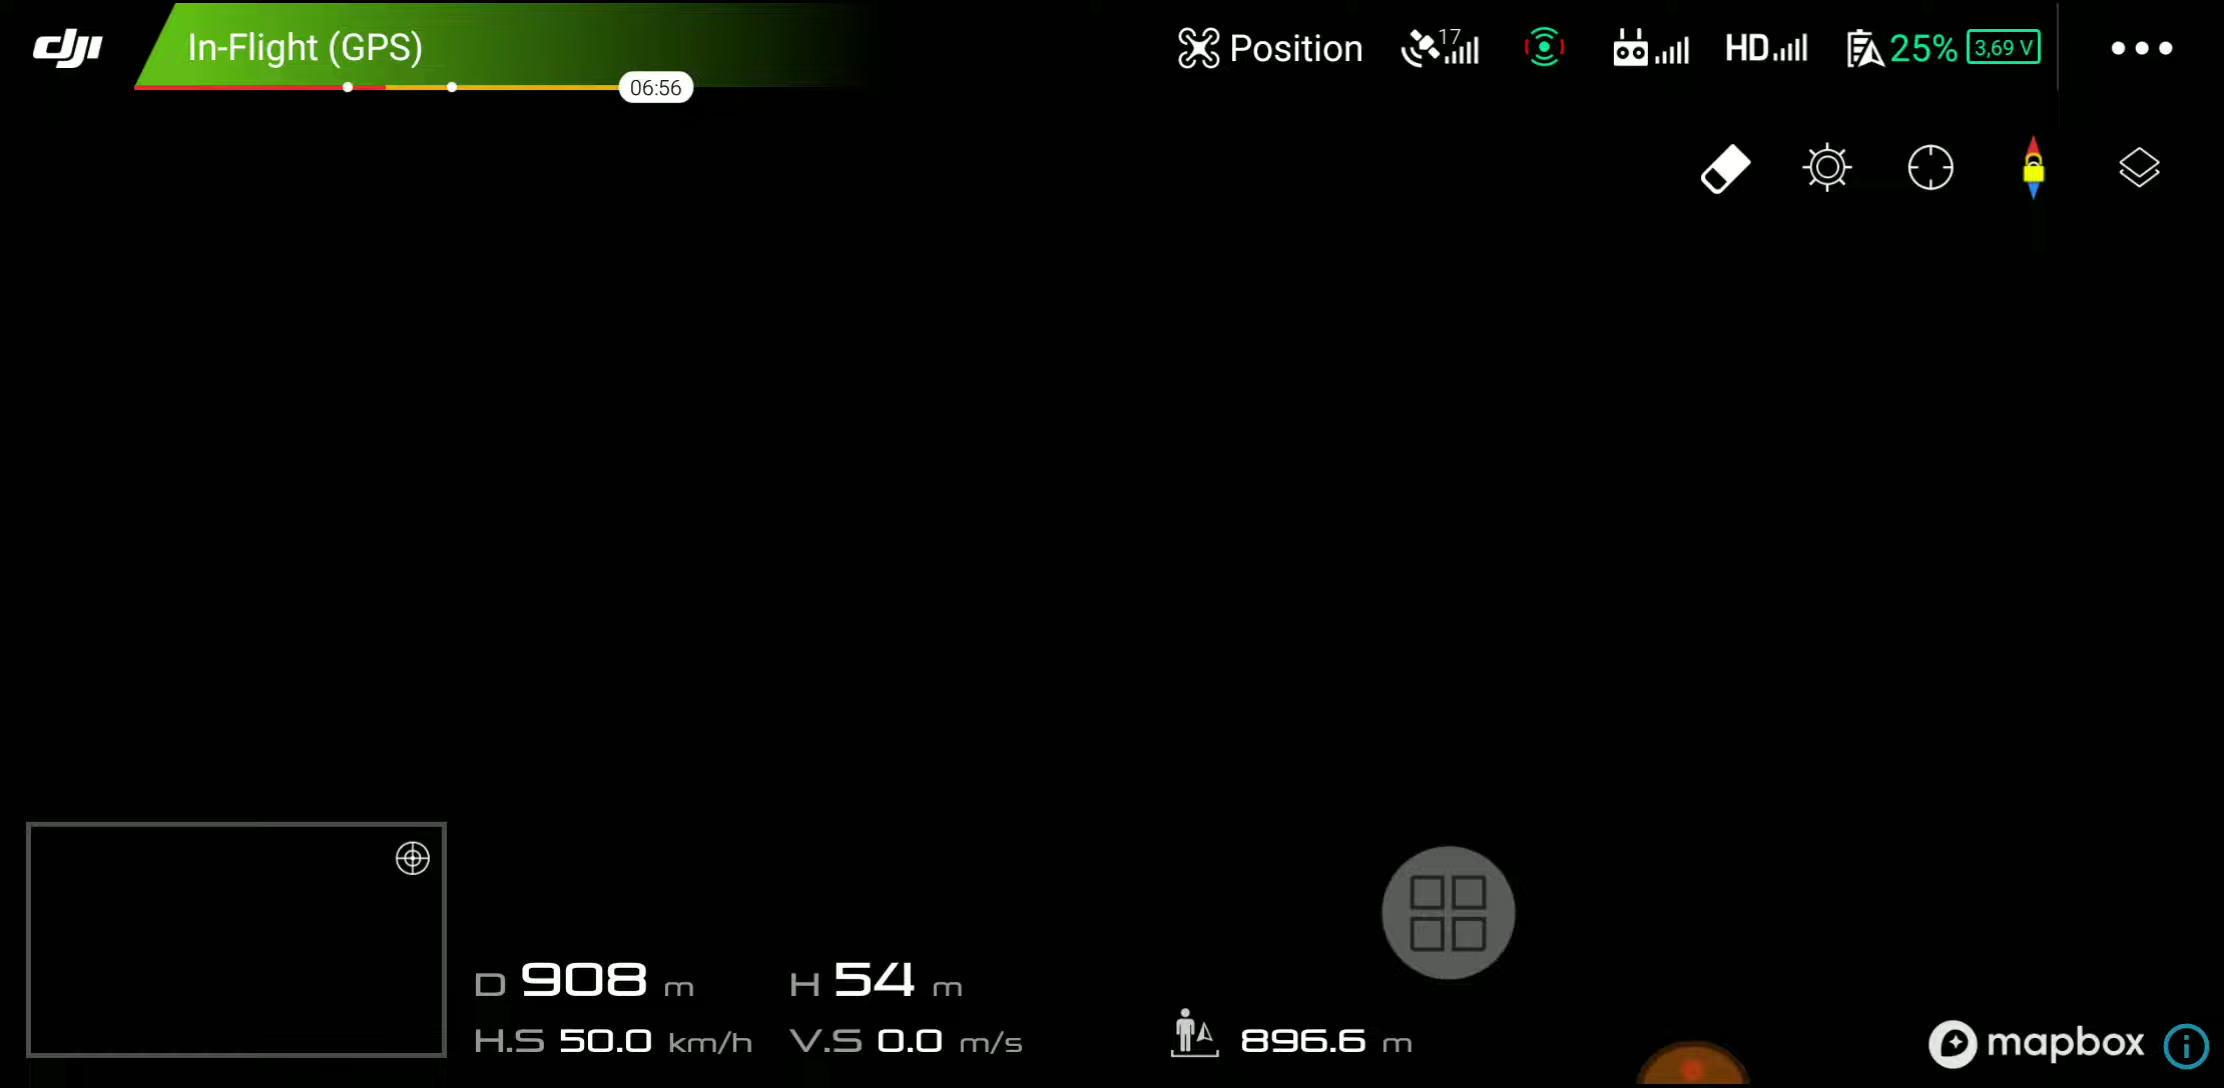 dji In-Flight (GPS) Position 17 HD 25% 3,69 V
06:56
D 908 m H 54 m
H.S 50.0 km/h V.S 0.0 m/s 896.6 m
mapbox i